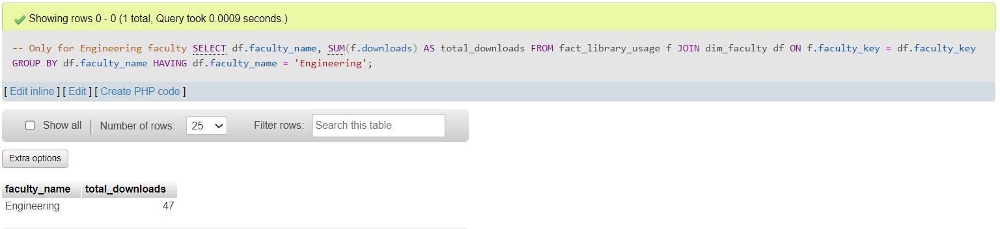 Showing rows 0 - 0 (1 total, Query took 0.0009 seconds.)
-- Only for Engineering faculty SELECT df.faculty_name, SUM(f.downloads) AS total_downloads FROM fact_library_usage f JOIN dim_faculty df ON f.faculty_key = df.faculty_key
GROUP BY df.faculty_name HAVING df.faculty_name = 'Engineering';
[ Edit inline ] [ Edit ] [ Create PHP code ]
Show all | Number of rows: 25 Filter rows: Search this table
Extra options
faculty_name total_downloads
Engineering 47